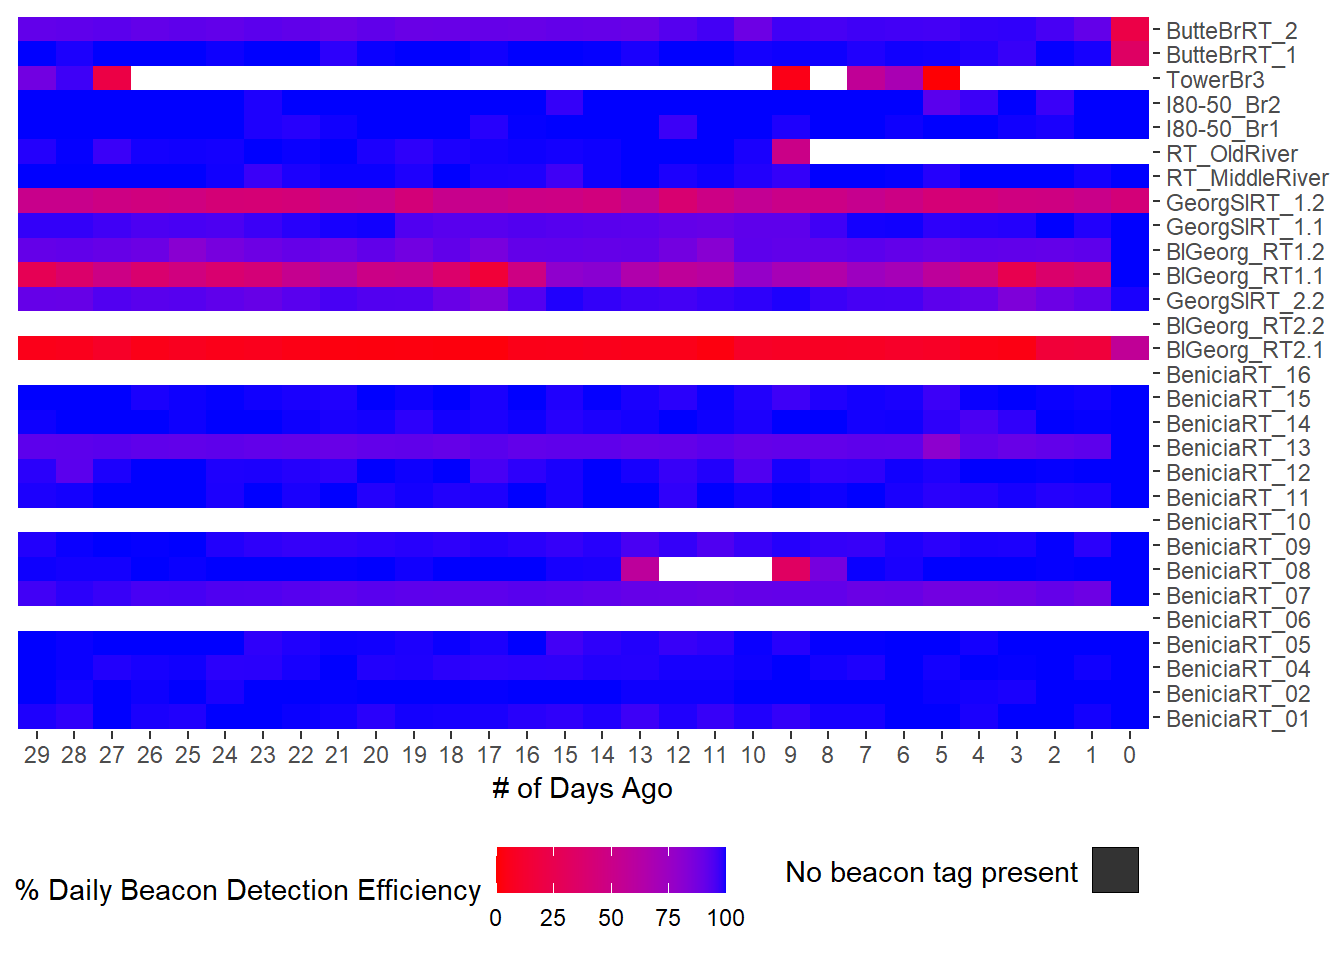 ButteBrRT_2
ButteBrRT_1
TowerBr3
I80-50_Br2
I80-50_Br1
RT_OldRiver
RT_MiddleRiver
GeorgSlRT_1.2
GeorgSlRT_1.1
BlGeorg_RT1.2
BlGeorg_RT1.1
GeorgSlRT_2.2
BlGeorg_RT2.2
BlGeorg_RT2.1
BeniciaRT_16
BeniciaRT_15
BeniciaRT_14
BeniciaRT_13
BeniciaRT_12
BeniciaRT_11
BeniciaRT_10
BeniciaRT_09
BeniciaRT_08
BeniciaRT_07
BeniciaRT_06
BeniciaRT_05
BeniciaRT_04
BeniciaRT_02
BeniciaRT_01
29 28 27 26 25 24 23 22 21 20 19 18 17 16 15 14 13 12 11 10 9 8 7 6 5 4 3 2 1 0
# of Days Ago
% Daily Beacon Detection Efficiency
0 25 50 75 100
No beacon tag present